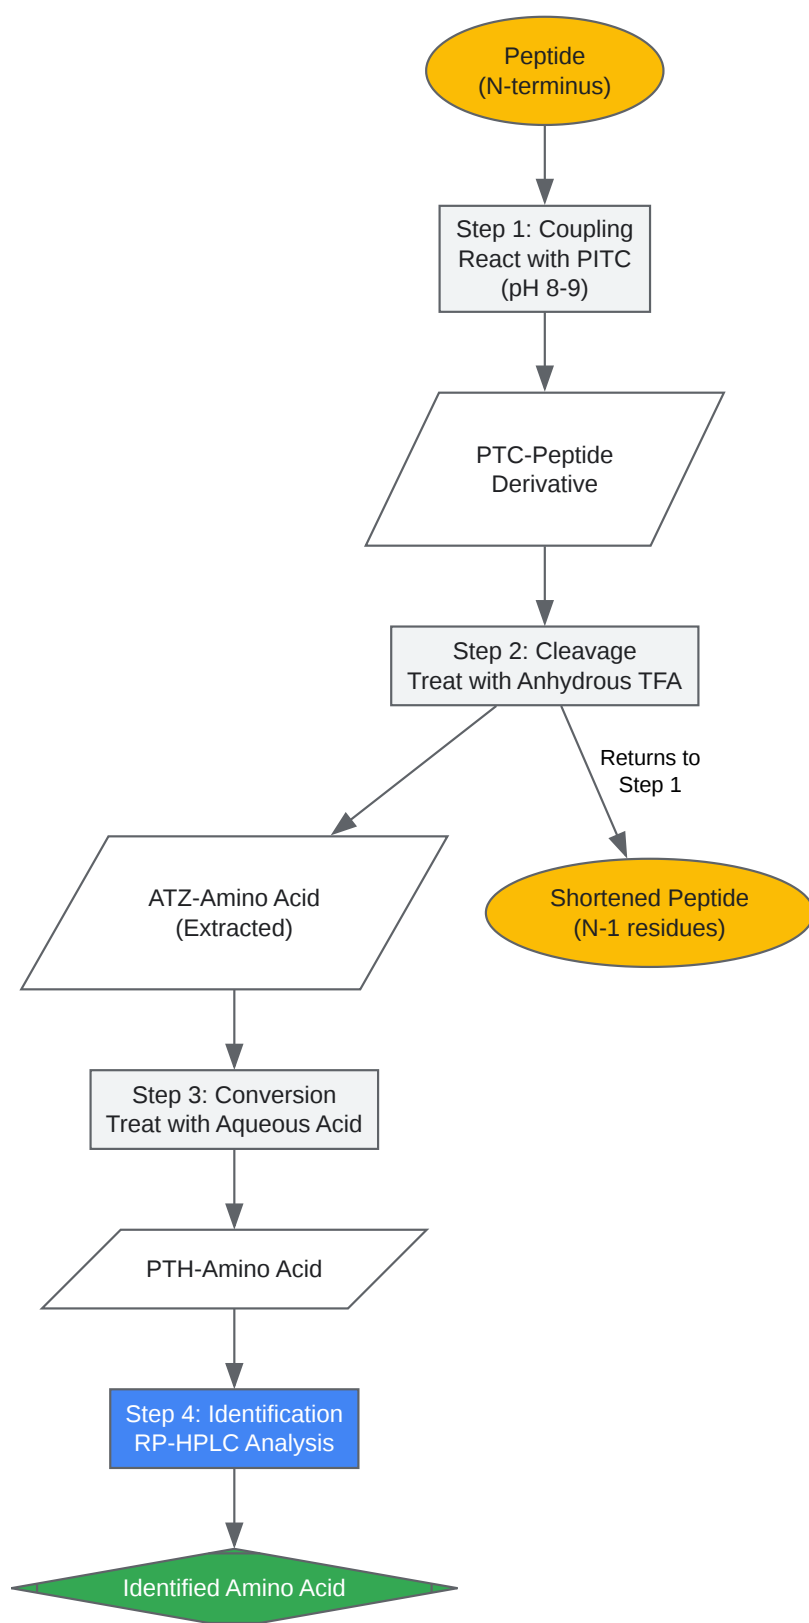 Peptide
(N-terminus)
Step 1: Coupling
React with PITC
(pH 8-9)
PTC-Peptide
Derivative
Step 2: Cleavage
Treat with Anhydrous TFA
Returns to
Step 1
ATZ-Amino Acid
(Extracted)
Shortened Peptide
(N-1 residues)
Step 3: Conversion
Treat with Aqueous Acid
PTH-Amino Acid
Step 4: Identification
RP-HPLC Analysis
Identified Amino Acid